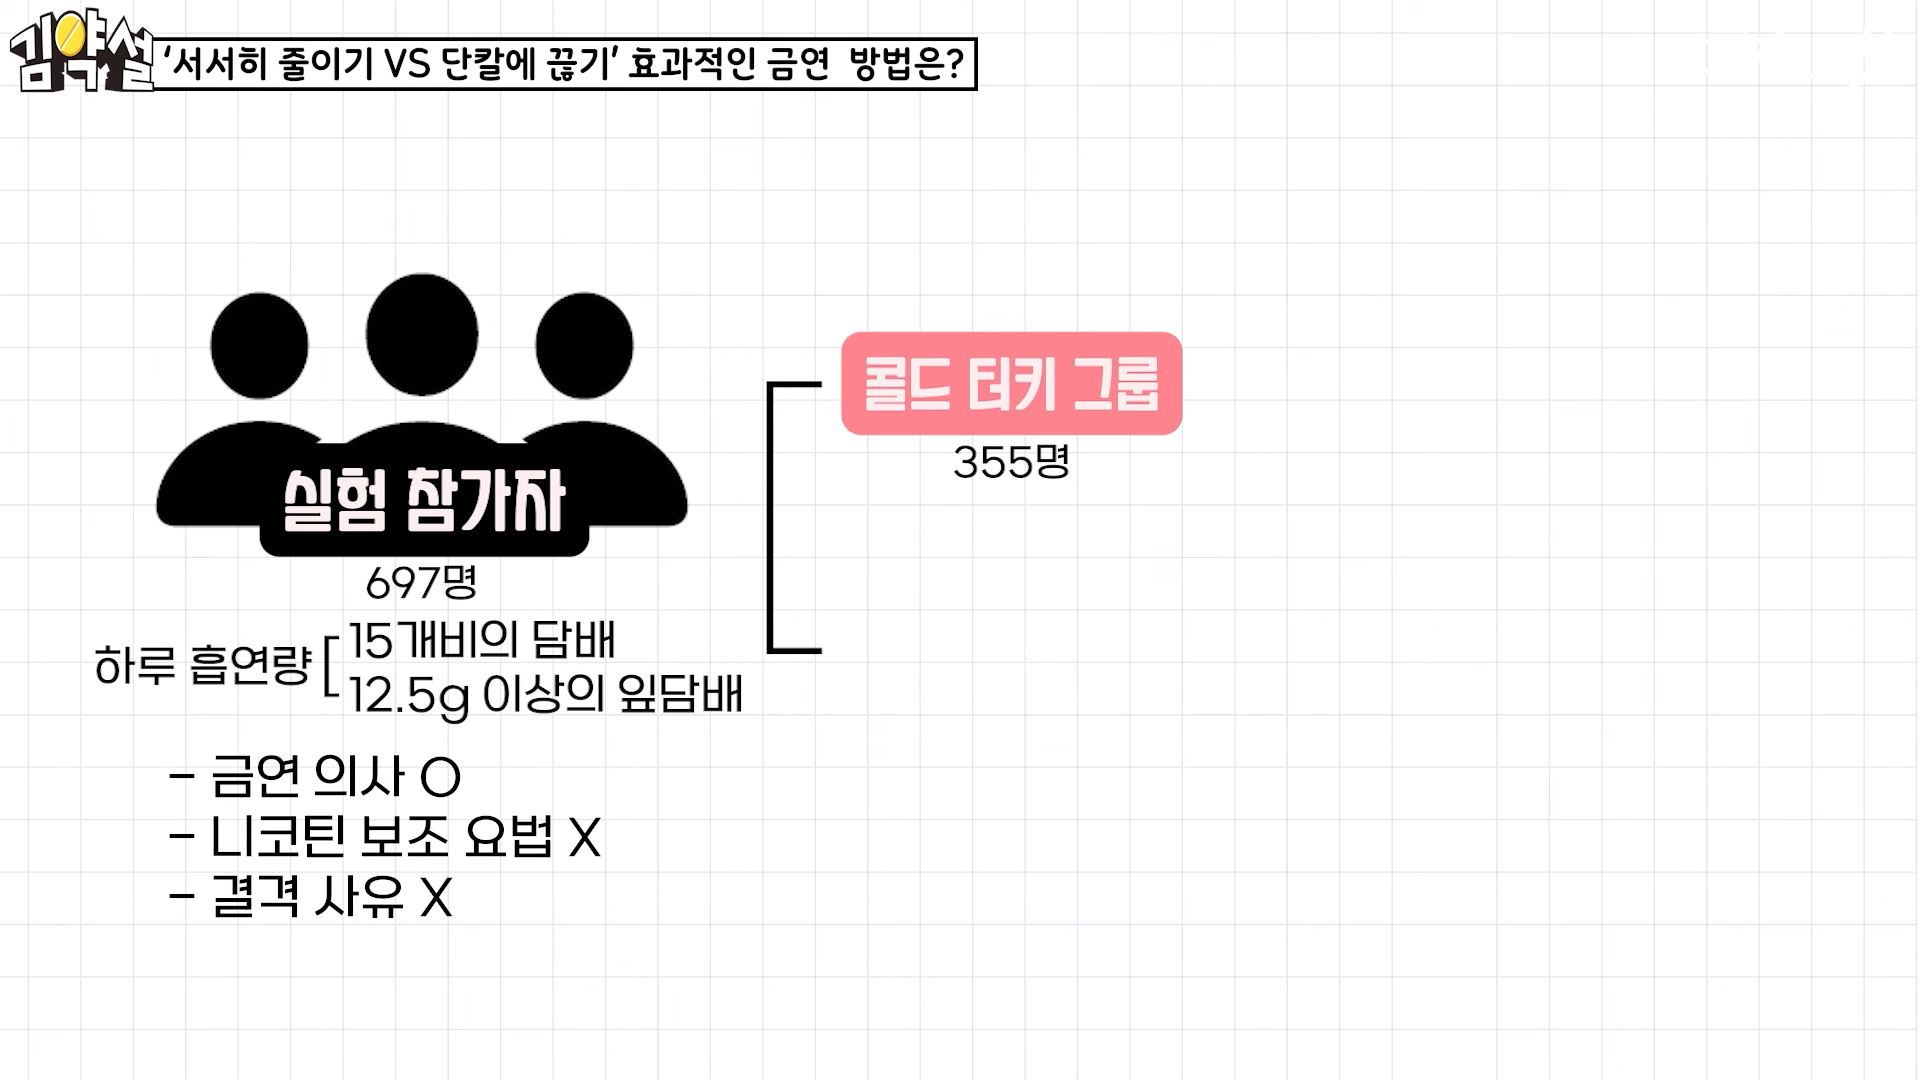 김약설
‘서서히 줄이기 VS 단칼에 끊기’ 효과적인 금연 방법은?
콜드 터키 그룹
355명
실험 참가자
697명
하루 흡연량
15개비의 담배
12.5g 이상의 잎담배
- 금연 의사 O
- 니코틴 보조 요법 X
- 결격 사유 X